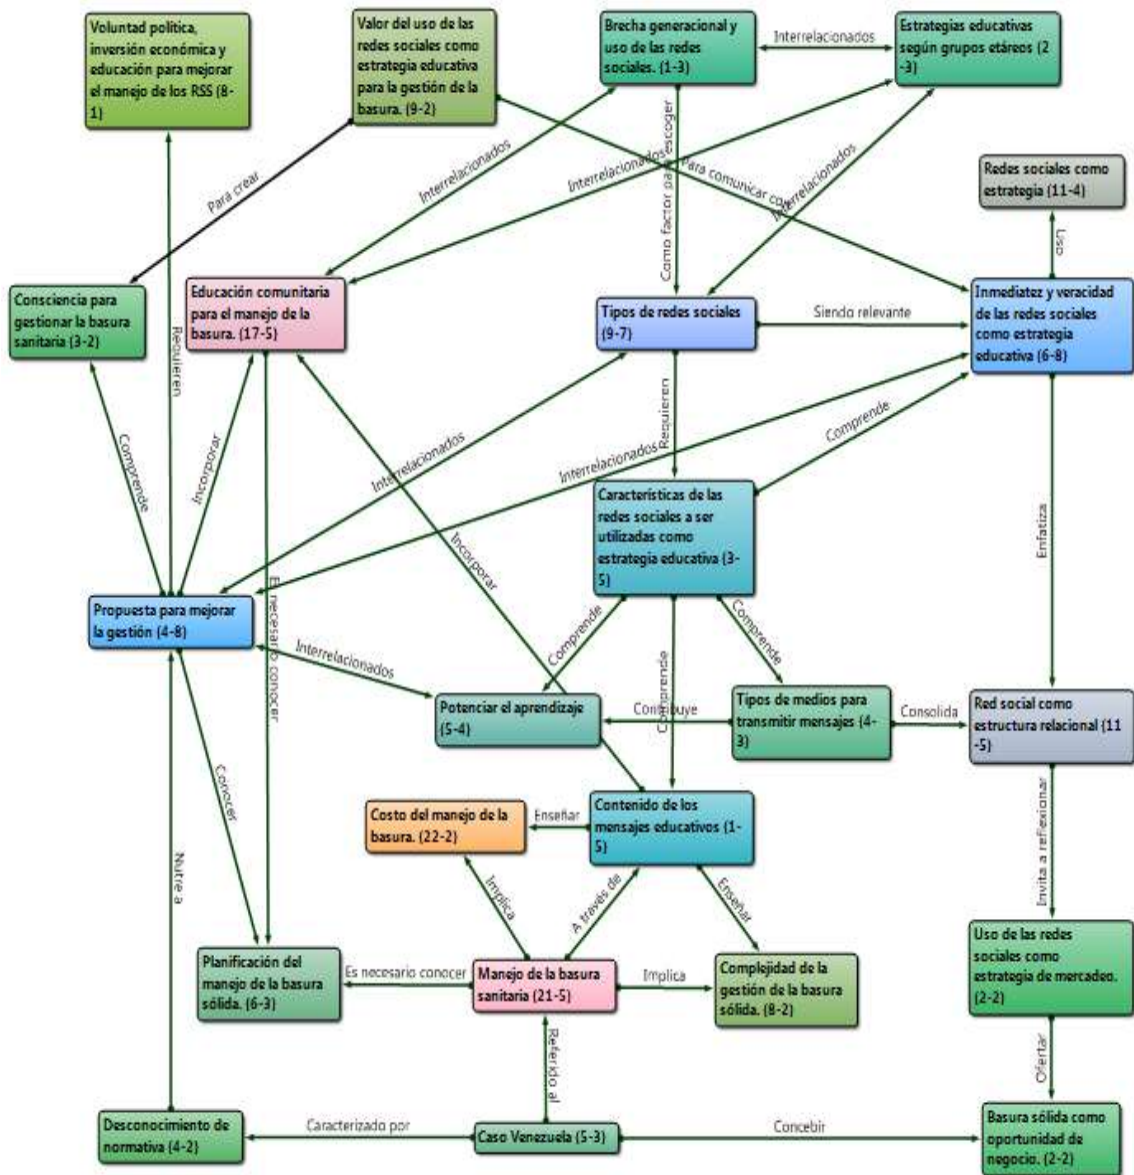 Voluntad política,
inversión económica y
educación para mejorar
el manejo de los RSS (8-
1)
Valor del uso de las
redes sociales como
estrategia educativa
para la gestión de la
basura. (9-2)
Brecha generacional y
uso de las redes
sociales. (1-3)
Interrelacionados
Estrategias educativas
según grupos etáreos (2
-3)
Para crear
Interrelacionados
Como factor para escoger
Interrelacionados
Para comunicar con
Interrelacionados
Redes sociales como
estrategia (11-4)
Uso
Consciencia para
gestionar la basura
sanitaria (3-2)
Requieren
Educación comunitaria
para el manejo de la
basura. (17-5)
Tipos de redes sociales
(9-7)
Siendo relevante
Inmediatez y veracidad
de las redes sociales
como estrategia
educativa (6-8)
Comprende
Incorporar
Interrelacionados
Requieren
Interrelacionados
Comprende
Características de las
redes sociales a ser
utilizadas como
estrategia educativa (3-
5)
Enfatiza
Incorporar
Es necesario conocer
Propuesta para mejorar
la gestión (4-8)
Interrelacionados
Comprende
Comprende
Comprende
Potenciar el aprendizaje
(5-4)
Contribuye
Tipos de medios para
transmitir mensajes (4-
3)
Consolida
Red social como
estructura relacional (11
-5)
Conocer
Costo del manejo de la
basura. (22-2)
Enseñar
Contenido de los
mensajes educativos (1-
5)
Invita a reflexionar
Nutre a
Implica
A través de
Enseñar
Planificación del
manejo de la basura
sólida. (6-3)
Es necesario conocer
Manejo de la basura
sanitaria (21-5)
Implica
Complejidad de la
gestión de la basura
sólida. (8-2)
Uso de las redes
sociales como
estrategia de mercadeo.
(2-2)
Referido al
Ofertar
Desconocimiento de
normativa (4-2)
Caracterizado por
Caso Venezuela (5-3)
Concebir
Basura sólida como
oportunidad de
negocio. (2-2)